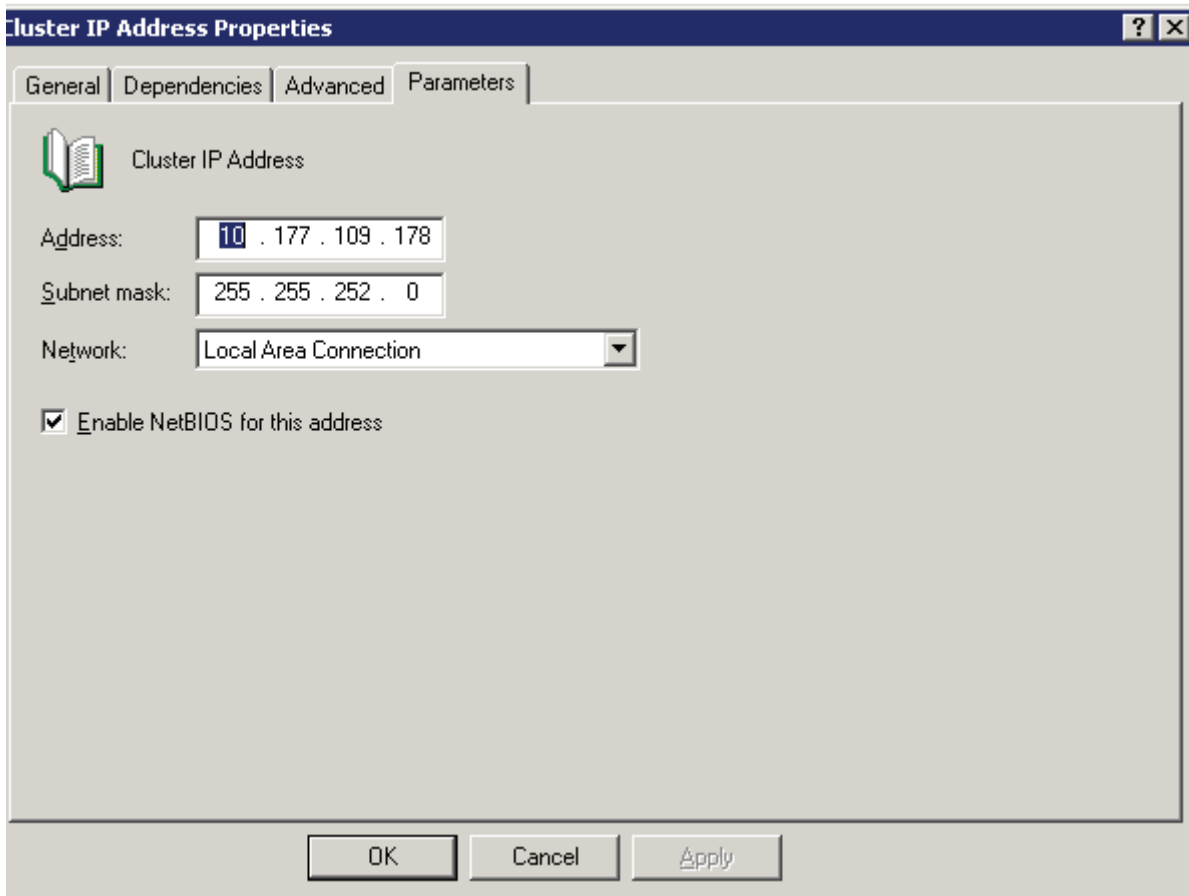 Cluster IP Address Properties
General Dependencies Advanced Parameters
Cluster IP Address
Address: 10 . 177 . 109 . 178
Subnet mask: 255 . 255 . 252 . 0
Network: Local Area Connection
Enable NetBIOS for this address
OK Cancel Apply